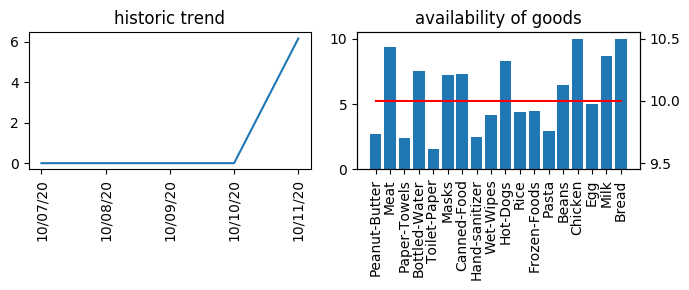 historic trend
6
4
2
0
10/07/20
10/08/20
10/09/20
10/10/20
10/11/20
availability of goods
10
5
0
10.5
10.0
9.5
Peanut-Butter
Meat
Paper-Towels
Bottled-Water
Toilet-Paper
Masks
Canned-Food
Hand-sanitizer
Wet-Wipes
Hot-Dogs
Rice
Frozen-Foods
Pasta
Beans
Chicken
Egg
Milk
Bread